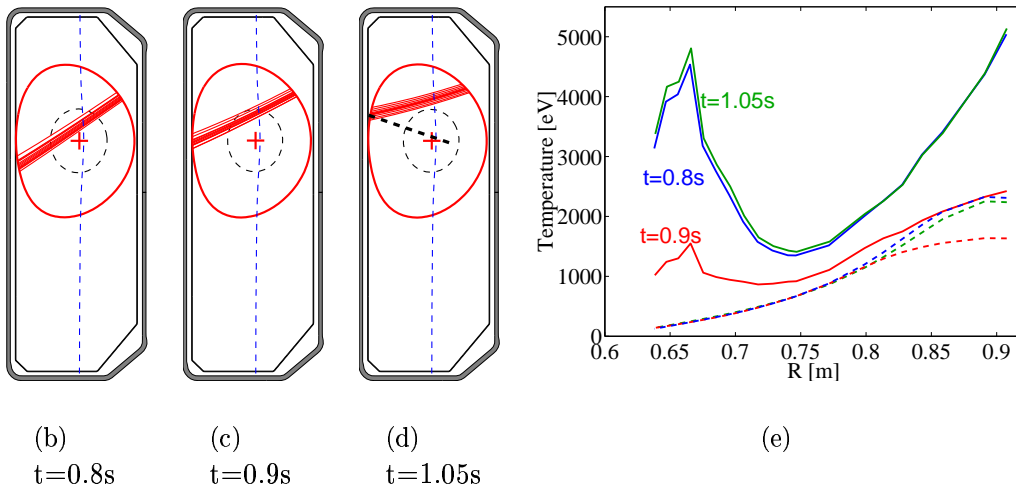 Temperature [eV]
5000
4000
3000
2000
1000
0
t=1.05s
t=0.8s
t=0.9s
0.6 0.65 0.7 0.75 0.8 0.85 0.9
R [m]
(b) (c) (d) (e)
t=0.8s t=0.9s t=1.05s